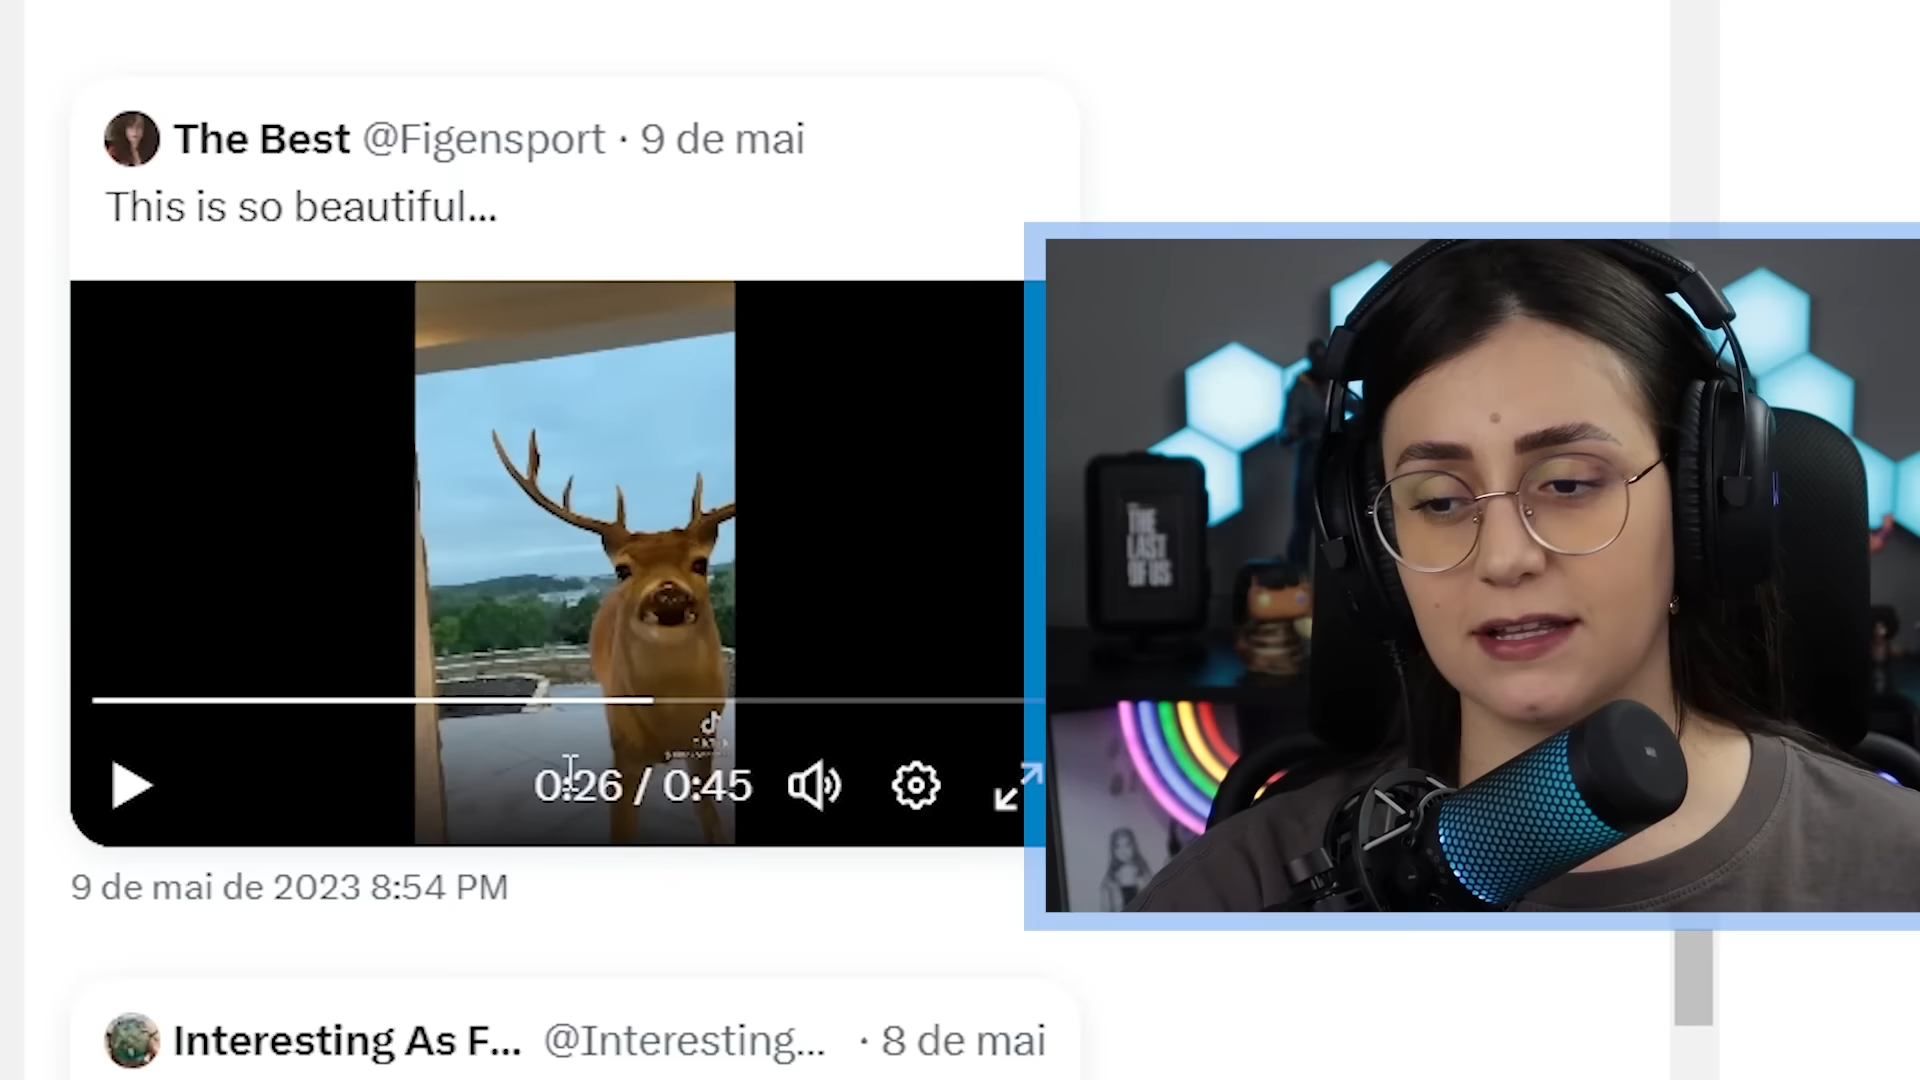 The Best @Figensport · 9 de mai
This is so beautiful...
0:26 / 0:45
9 de mai de 2023 8:54 PM
Interesting As F... @Interesting... · 8 de mai
THE
LAST
OF US